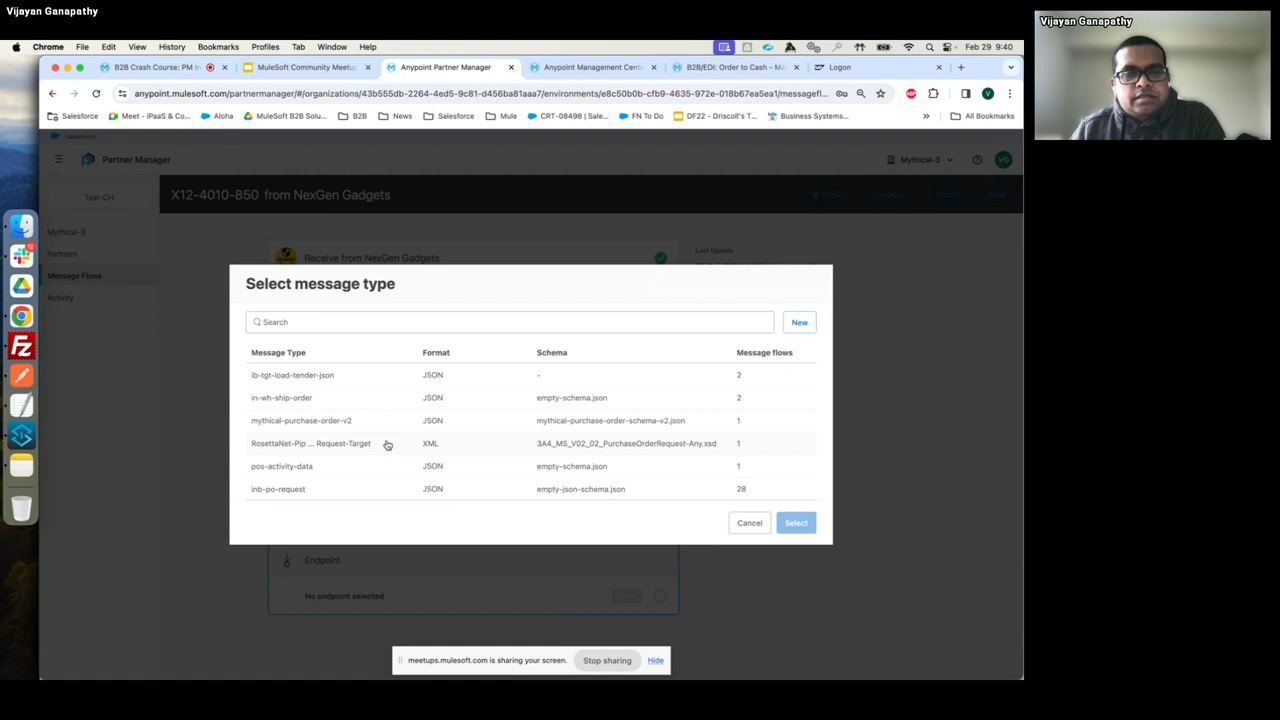 Vijayan Ganapathy
Vijayan Ganapathy
Chrome File Edit View History Bookmarks Profiles Tab Window Help Feb 29 9:40
B2B Crash Course: PM In
MuleSoft Community Meetup
Anypoint Partner Manager
Anypoint Management Cente
B2B/EDI: Order to Cash - Mu
Logon
anypoint.mulesoft.com/partnermanager/#/organizations/43b555db-2264-4ed5-9c81-d456ba81aaa7/environments/e8c50b0b-cfb9-4635-972e-018b67ea5ea1/messagefl...
Salesforce
Meet - iPaaS & Co...
Aloha
MuleSoft B2B Solu...
B2B
News
Salesforce
Mule
CRT-08498 | Sale...
FN To Do
DF22 - Driscoll's T...
Business Systems...
»
All Bookmarks
Salesforce
Partner Manager
Mythical-3
VG
Test-CH
X12-4010-850 from NexGen Gadgets
Mythical-3
Partners
Message Flows
Activity
Receive from NexGen Gadgets
Last Update
Select message type
Search
New
Message Type Format Schema Message flows
ib-tgt-load-tender-json JSON - 2
in-wh-ship-order JSON empty-schema.json 2
mythical-purchase-order-v2 JSON mythical-purchase-order-schema-v2.json 1
RosettaNet-Pip ... Request-Target XML 3A4_MS_V02_02_PurchaseOrderRequest-Any.xsd 1
pos-activity-data JSON empty-schema.json 1
inb-po-request JSON empty-json-schema.json 28
Cancel
Select
Endpoint
No endpoint selected
12
meetups.mulesoft.com is sharing your screen.
Stop sharing
Hide